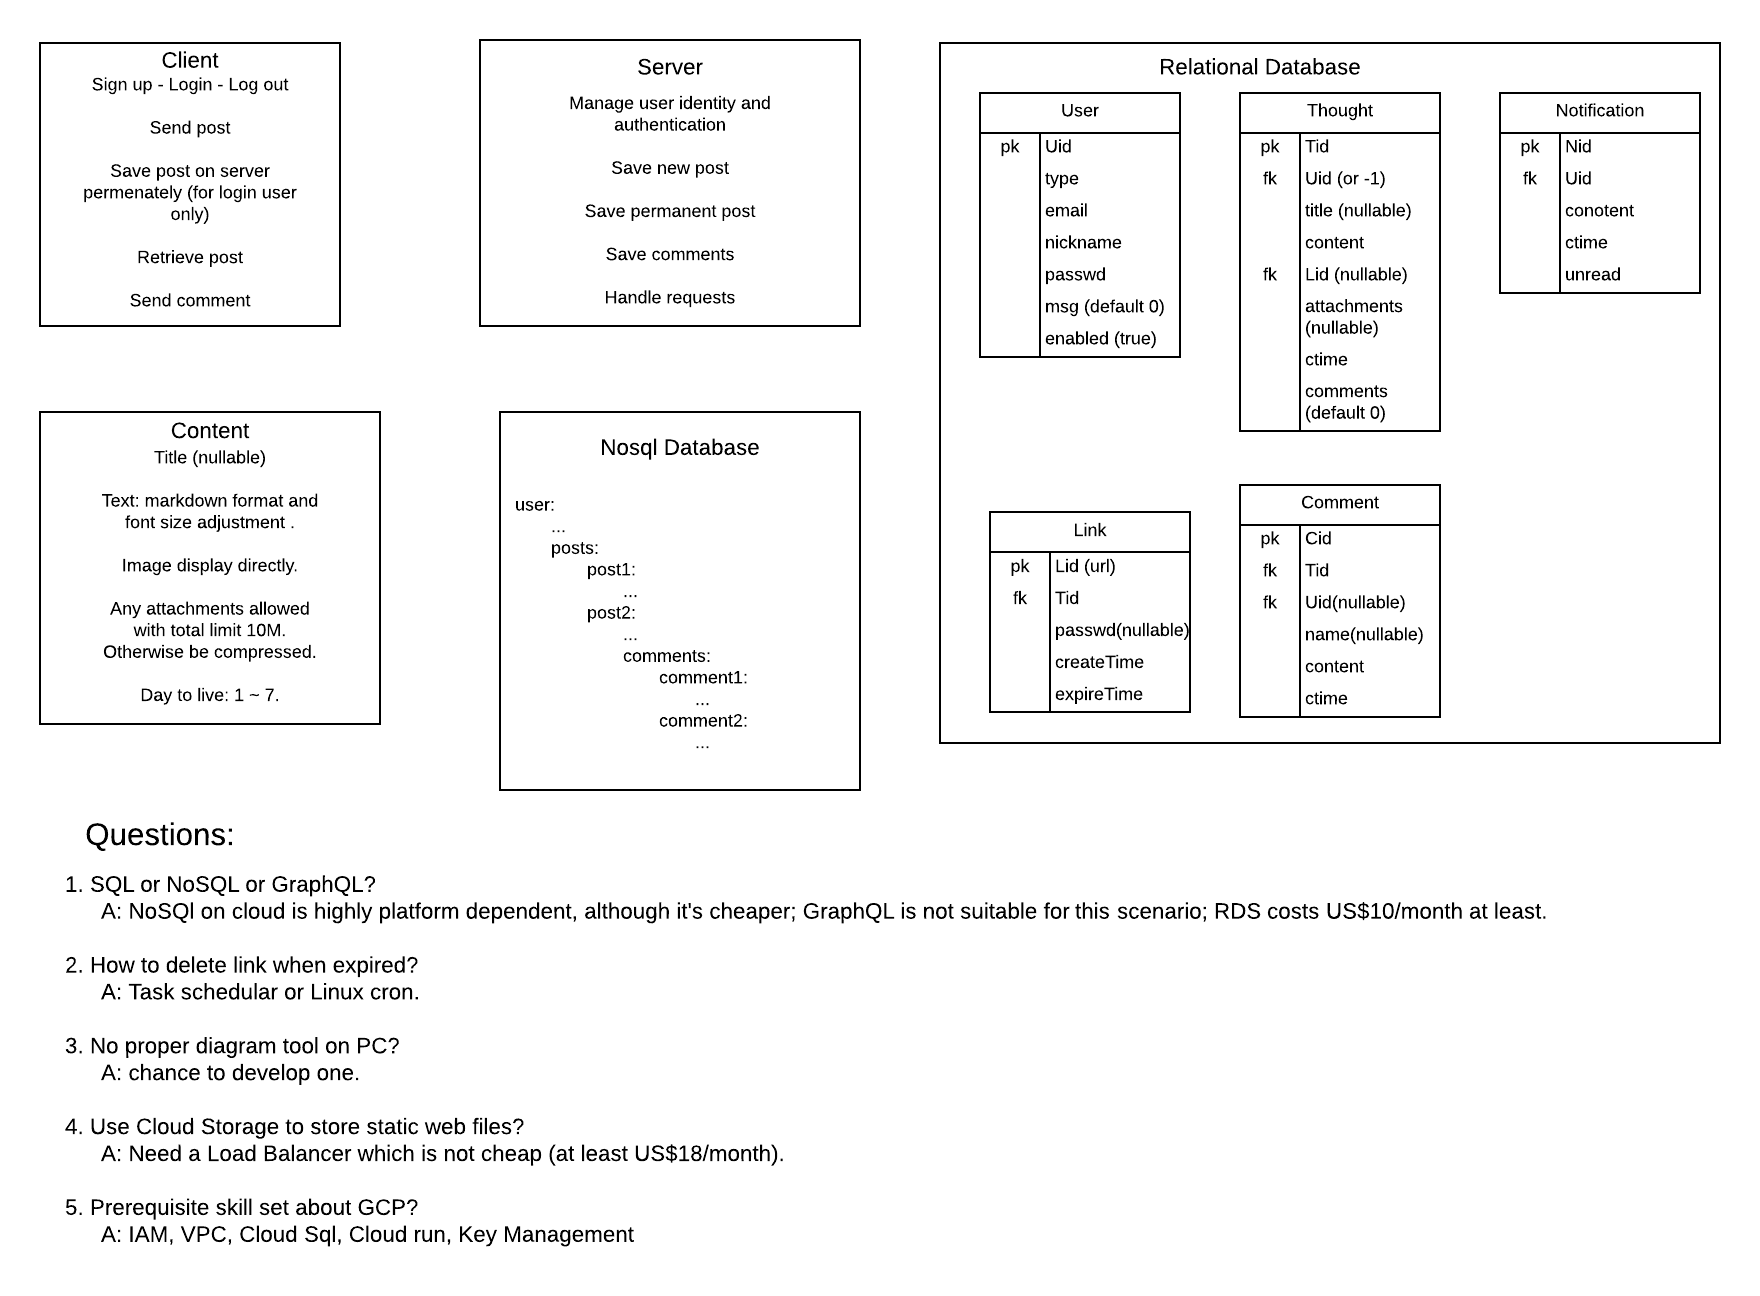 Client
Sign up - Login - Log out
Send post
Save post on server
permenately (for login user
only)
Retrieve post
Send comment
Server
Manage user identity and
authentication
Save new post
Save permanent post
Save comments
Handle requests
Relational Database
User
pk Uid
type
email
nickname
passwd
msg (default 0)
enabled (true)
Thought
pk Tid
fk Uid (or -1)
title (nullable)
content
fk Lid (nullable)
attachments
(nullable)
ctime
comments
(default 0)
Notification
pk Nid
fk Uid
conotent
ctime
unread
Content
Title (nullable)
Text: markdown format and
font size adjustment .
Image display directly.
Any attachments allowed
with total limit 10M.
Otherwise be compressed.
Day to live: 1 ~ 7.
Nosql Database
user:
...
posts:
post1:
...
post2:
...
comments:
comment1:
...
comment2:
...
Link
pk Lid (url)
fk Tid
passwd(nullable)
createTime
expireTime
Comment
pk Cid
fk Tid
fk Uid(nullable)
name(nullable)
content
ctime
Questions:
1. SQL or NoSQL or GraphQL?
A: NoSQl on cloud is highly platform dependent, although it's cheaper; GraphQL is not suitable for this scenario; RDS costs US$10/month at least.
2. How to delete link when expired?
A: Task schedular or Linux cron.
3. No proper diagram tool on PC?
A: chance to develop one.
4. Use Cloud Storage to store static web files?
A: Need a Load Balancer which is not cheap (at least US$18/month).
5. Prerequisite skill set about GCP?
A: IAM, VPC, Cloud Sql, Cloud run, Key Management